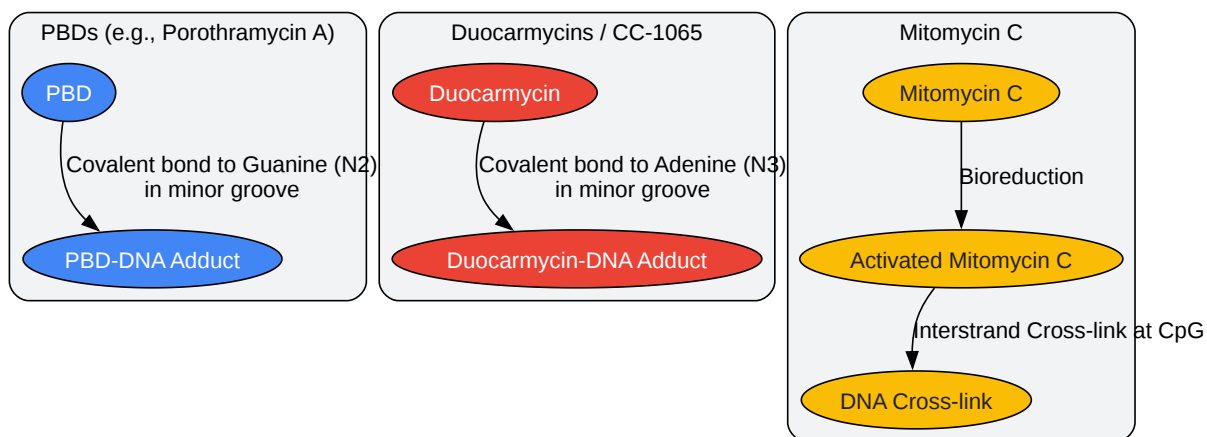 PBDs (e.g., Porothramycin A)
PBD
Covalent bond to Guanine (N2)
in minor groove
PBD-DNA Adduct
Duocarmycins / CC-1065
Duocarmycin
Covalent bond to Adenine (N3)
in minor groove
Duocarmycin-DNA Adduct
Mitomycin C
Mitomycin C
Bioreduction
Activated Mitomycin C
Interstrand Cross-link at CpG
DNA Cross-link